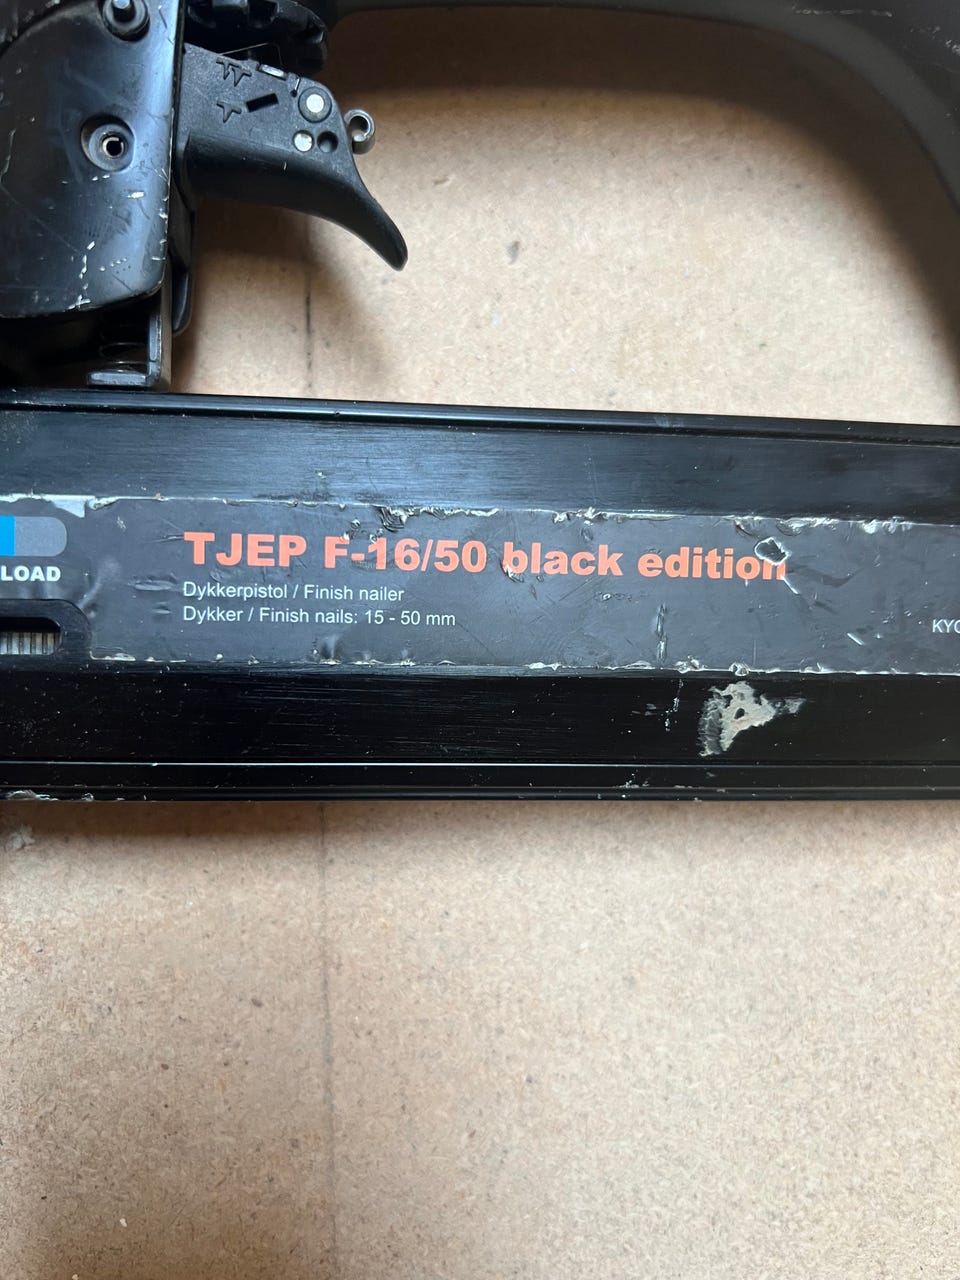 LOAD
TJEP F-16/50 black edition
Dykkerpistol / Finish nailer
Dykker / Finish nails: 15 - 50 mm